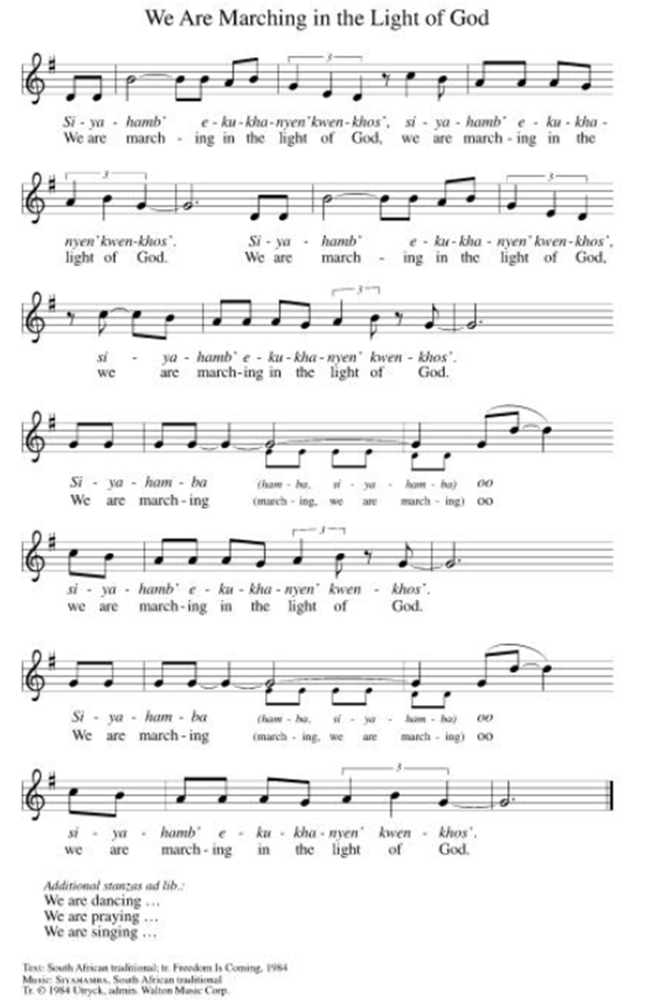 We Are Marching in the Light of God
3
Si - ya - hamb' e - ku - kha - nyen' kwen - khos', si - ya - hamb' e - ku - kha -
We are march - ing in the light of God, we are march - ing in the
3 3
nyen' kwen - khos'. Si - ya - hamb' e - ku - kha - nyen' kwen - khos',
light of God. We are march - ing in the light of God,
3
si - ya - hamb' e - ku - kha - nyen' kwen - khos'.
we are march - ing in the light of God.
Si - ya - ham - ba (ham - ba, si - ya - ham - ba) oo
We are march - ing (march - ing, we are march - ing) oo
3
si - ya - hamb' e - ku - kha - nyen' kwen - khos'.
we are march - ing in the light of God.
Si - ya - ham - ba (ham - ba, si - ya - ham - ba) oo
We are march - ing (march - ing, we are march - ing) oo
3
si - ya - hamb' e - ku - kha - nyen' kwen - khos'.
we are march - ing in the light of God.
Additional stanzas ad lib.:
We are dancing …
We are praying …
We are singing …
Text: South African traditional; tr. Freedom Is Coming, 1984
Music: SIYAHAMBA, South African traditional
Tr. © 1984 Utryck, admin. Walton Music Corp.